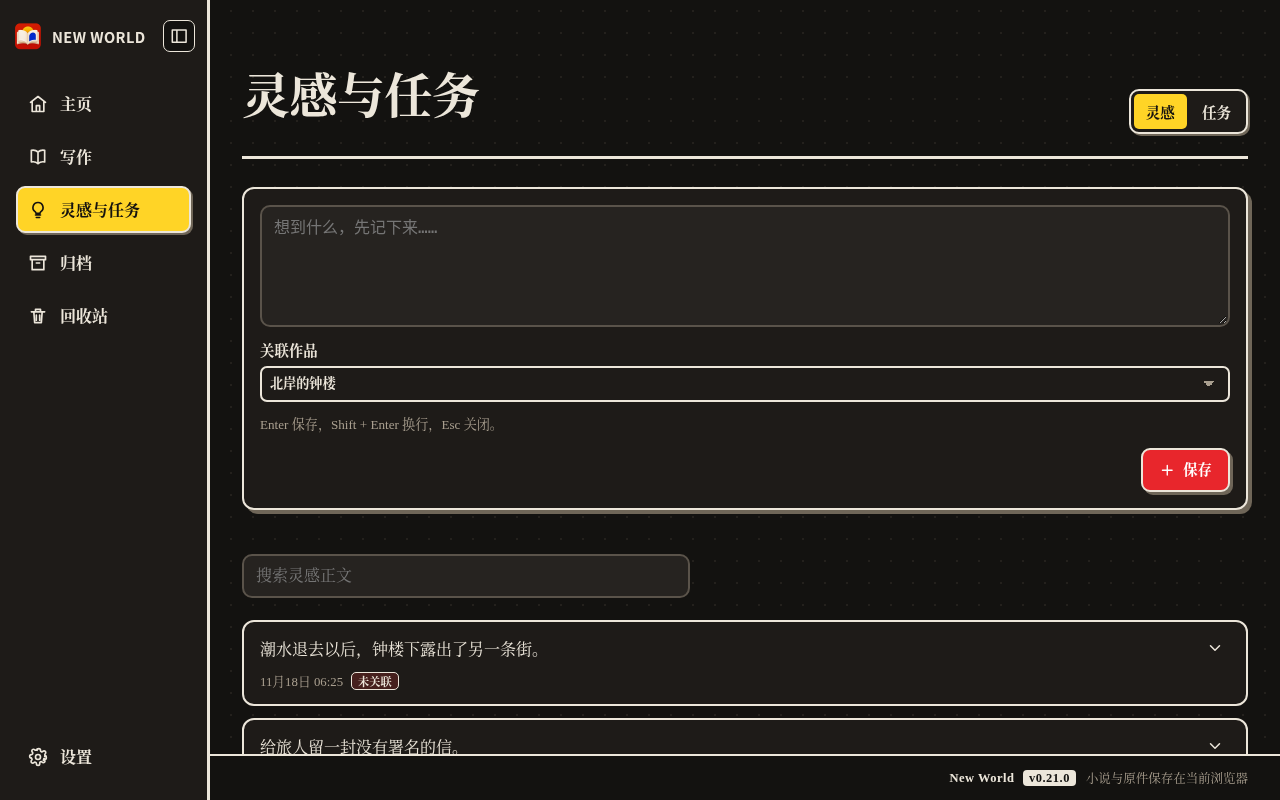 NEW WORLD
主页
写作
灵感与任务
归档
回收站
设置
灵感与任务
灵感
任务
想到什么，先记下来……
关联作品
北岸的钟楼
Enter 保存，Shift + Enter 换行，Esc 关闭。
保存
搜索灵感正文
潮水退去以后，钟楼下露出了另一条街。
11月18日 06:25 未关联
给旅人留一封没有署名的信。
New World v0.21.0 小说与原件保存在当前浏览器